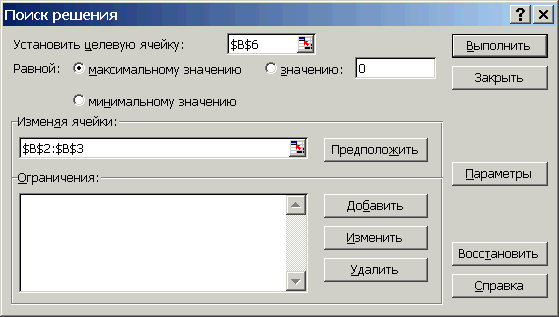 Поиск решения
Установить целевую ячейку: $B$6 Выполнить
Равной: максимальному значению значению: 0 Закрыть
минимальному значению
Изменяя ячейки:
$B$2:$B$3 Предположить
Ограничения: Параметры
Добавить
Изменить
Восстановить
Удалить
Справка